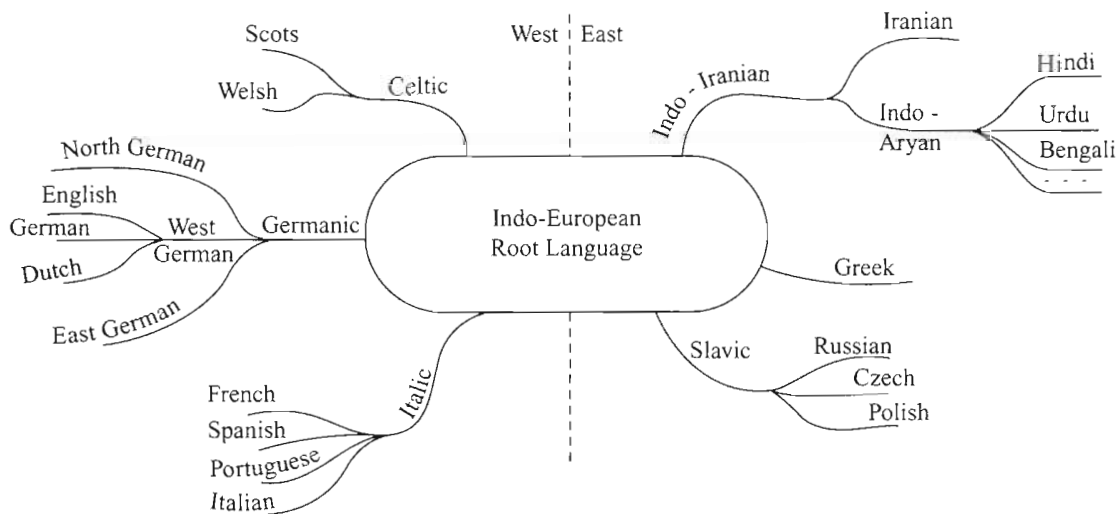 Scots
West East
Iranian
Welsh
Celtic
Indo - Iranian
Hindi
Indo -
Aryan
Urdu
Bengali
- - -
North German
English
German
West
German
Germanic
Dutch
East German
Indo-European
Root Language
Greek
Slavic
Russian
Czech
Polish
Italic
French
Spanish
Portuguese
Italian